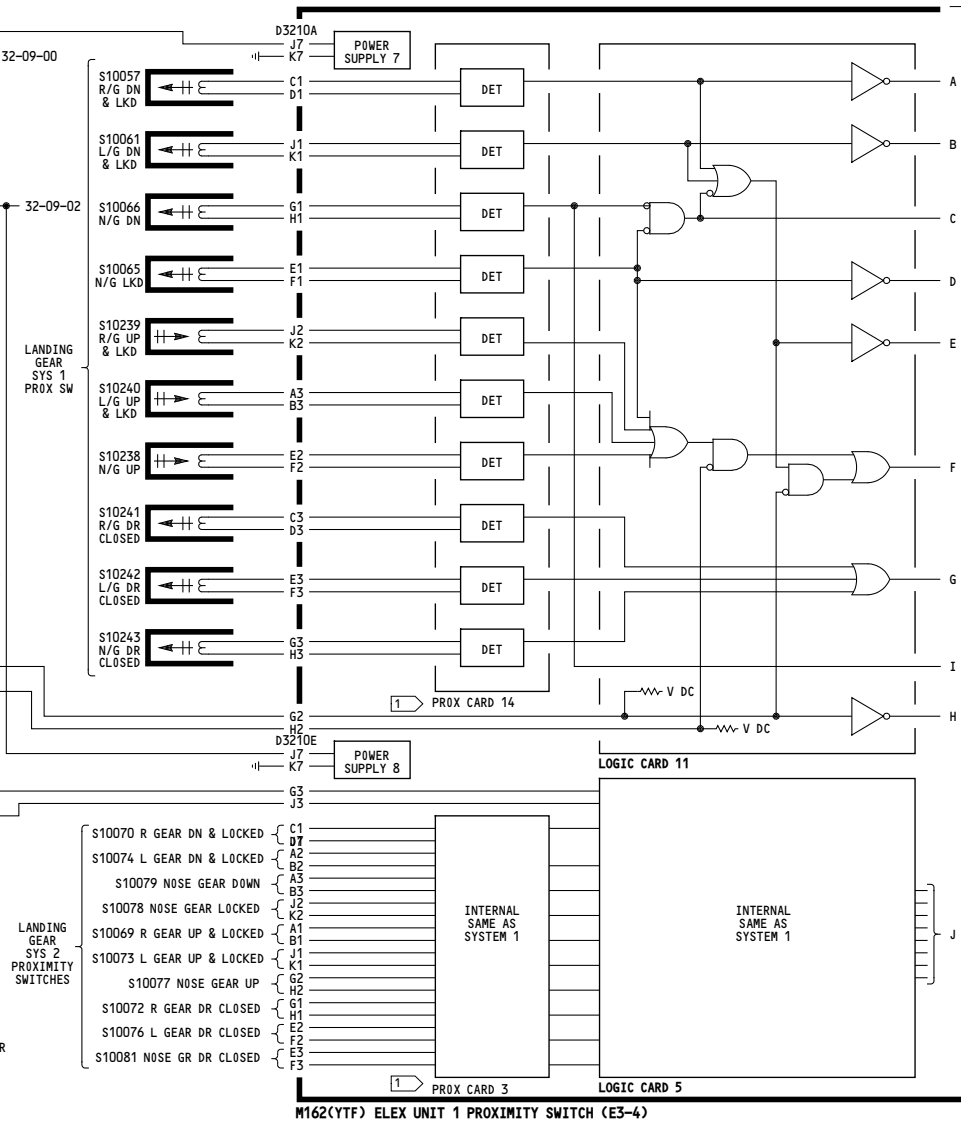 D3210A
J7
K7
POWER
SUPPLY 7
32-09-00
S10057
R/G DN
& LKD
C1
D1
DET
A
S10061
L/G DN
& LKD
J1
K1
DET
B
32-09-02
S10066
N/G DN
G1
H1
DET
C
S10065
N/G LKD
E1
F1
DET
D
S10239
R/G UP
& LKD
J2
K2
DET
E
LANDING
GEAR
SYS 1
PROX SW
S10240
L/G UP
& LKD
A3
B3
DET
S10238
N/G UP
E2
F2
DET
F
S10241
R/G DR
CLOSED
C3
D3
DET
S10242
L/G DR
CLOSED
E3
F3
DET
G
S10243
N/G DR
CLOSED
G3
H3
DET
I
1
PROX CARD 14
V DC
G2
H2
V DC
H
D3210E
J7
K7
POWER
SUPPLY 8
LOGIC CARD 11
G3
J3
S10070 R GEAR DN & LOCKED
C1
S10074 L GEAR DN & LOCKED
A2
B2
S10079 NOSE GEAR DOWN
A3
B3
S10078 NOSE GEAR LOCKED
J2
K2
S10069 R GEAR UP & LOCKED
A1
B1
S10073 L GEAR UP & LOCKED
J1
K1
S10077 NOSE GEAR UP
G2
H2
S10072 R GEAR DR CLOSED
G1
H1
S10076 L GEAR DR CLOSED
E2
F2
S10081 NOSE GR DR CLOSED
E3
F3
LANDING
GEAR
SYS 2
PROXIMITY
SWITCHES
INTERNAL
SAME AS
SYSTEM 1
INTERNAL
SAME AS
SYSTEM 1
J
R
1
PROX CARD 3
LOGIC CARD 5
M162(YTF) ELEX UNIT 1 PROXIMITY SWITCH (E3-4)